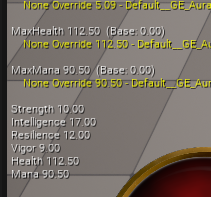 None Override 5.09 - Default__GE_Aura
MaxHealth 112.50 (Base: 0.00)
None Override 112.50 - Default__GE_Au
MaxMana 90.50 (Base: 0.00)
None Override 90.50 - Default__GE_Aur
Strength 10.00
Intelligence 17.00
Resilience 12.00
Vigor 9.00
Health 112.50
Mana 90.50